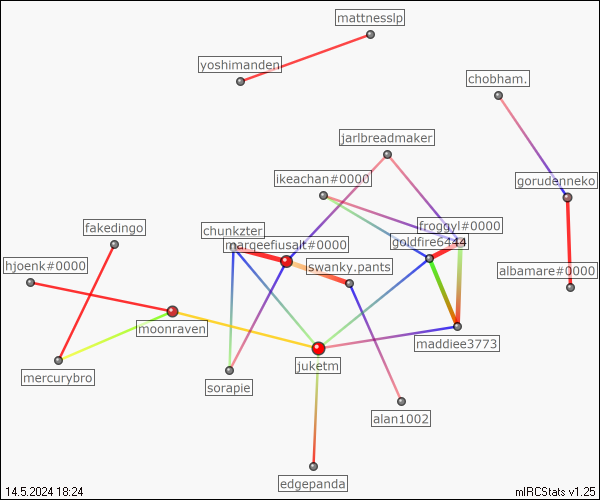 mattnesslp
yoshimanden
chobham.
jarlbreadmaker
ikeachan#0000
gorudenneko
fakedingo
chunkzter
froggyl#0000
marqeefiusalt#0000
goldfire6444
hjoenk#0000
swanky.pants
albamare#0000
moonraven
maddiee3773
juketm
mercurybro
sorapie
alan1002
edgepanda
14.5.2024 18:24
mIRCStats v1.25